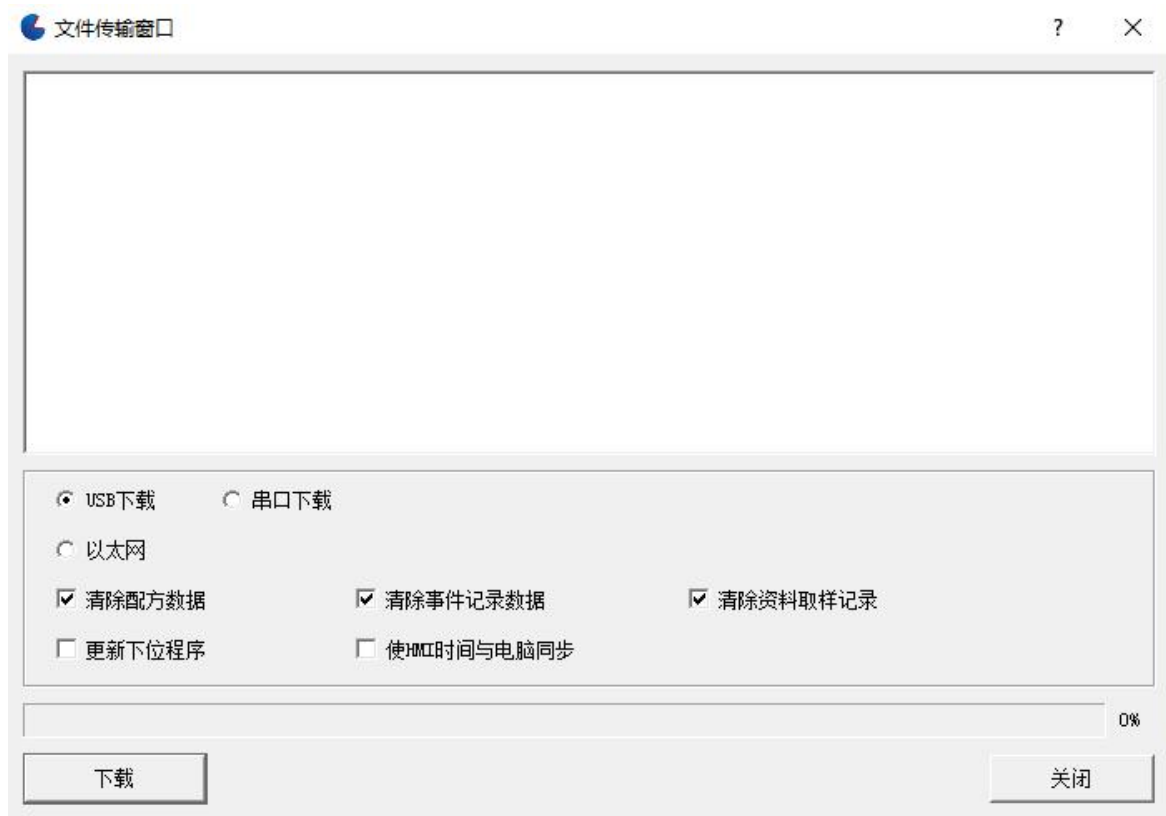 文件传输窗口
USB下载 串口下载
以太网
清除配方数据 清除事件记录数据 清除资料取样记录
更新下位程序 使HMI时间与电脑同步
0%
下载 关闭